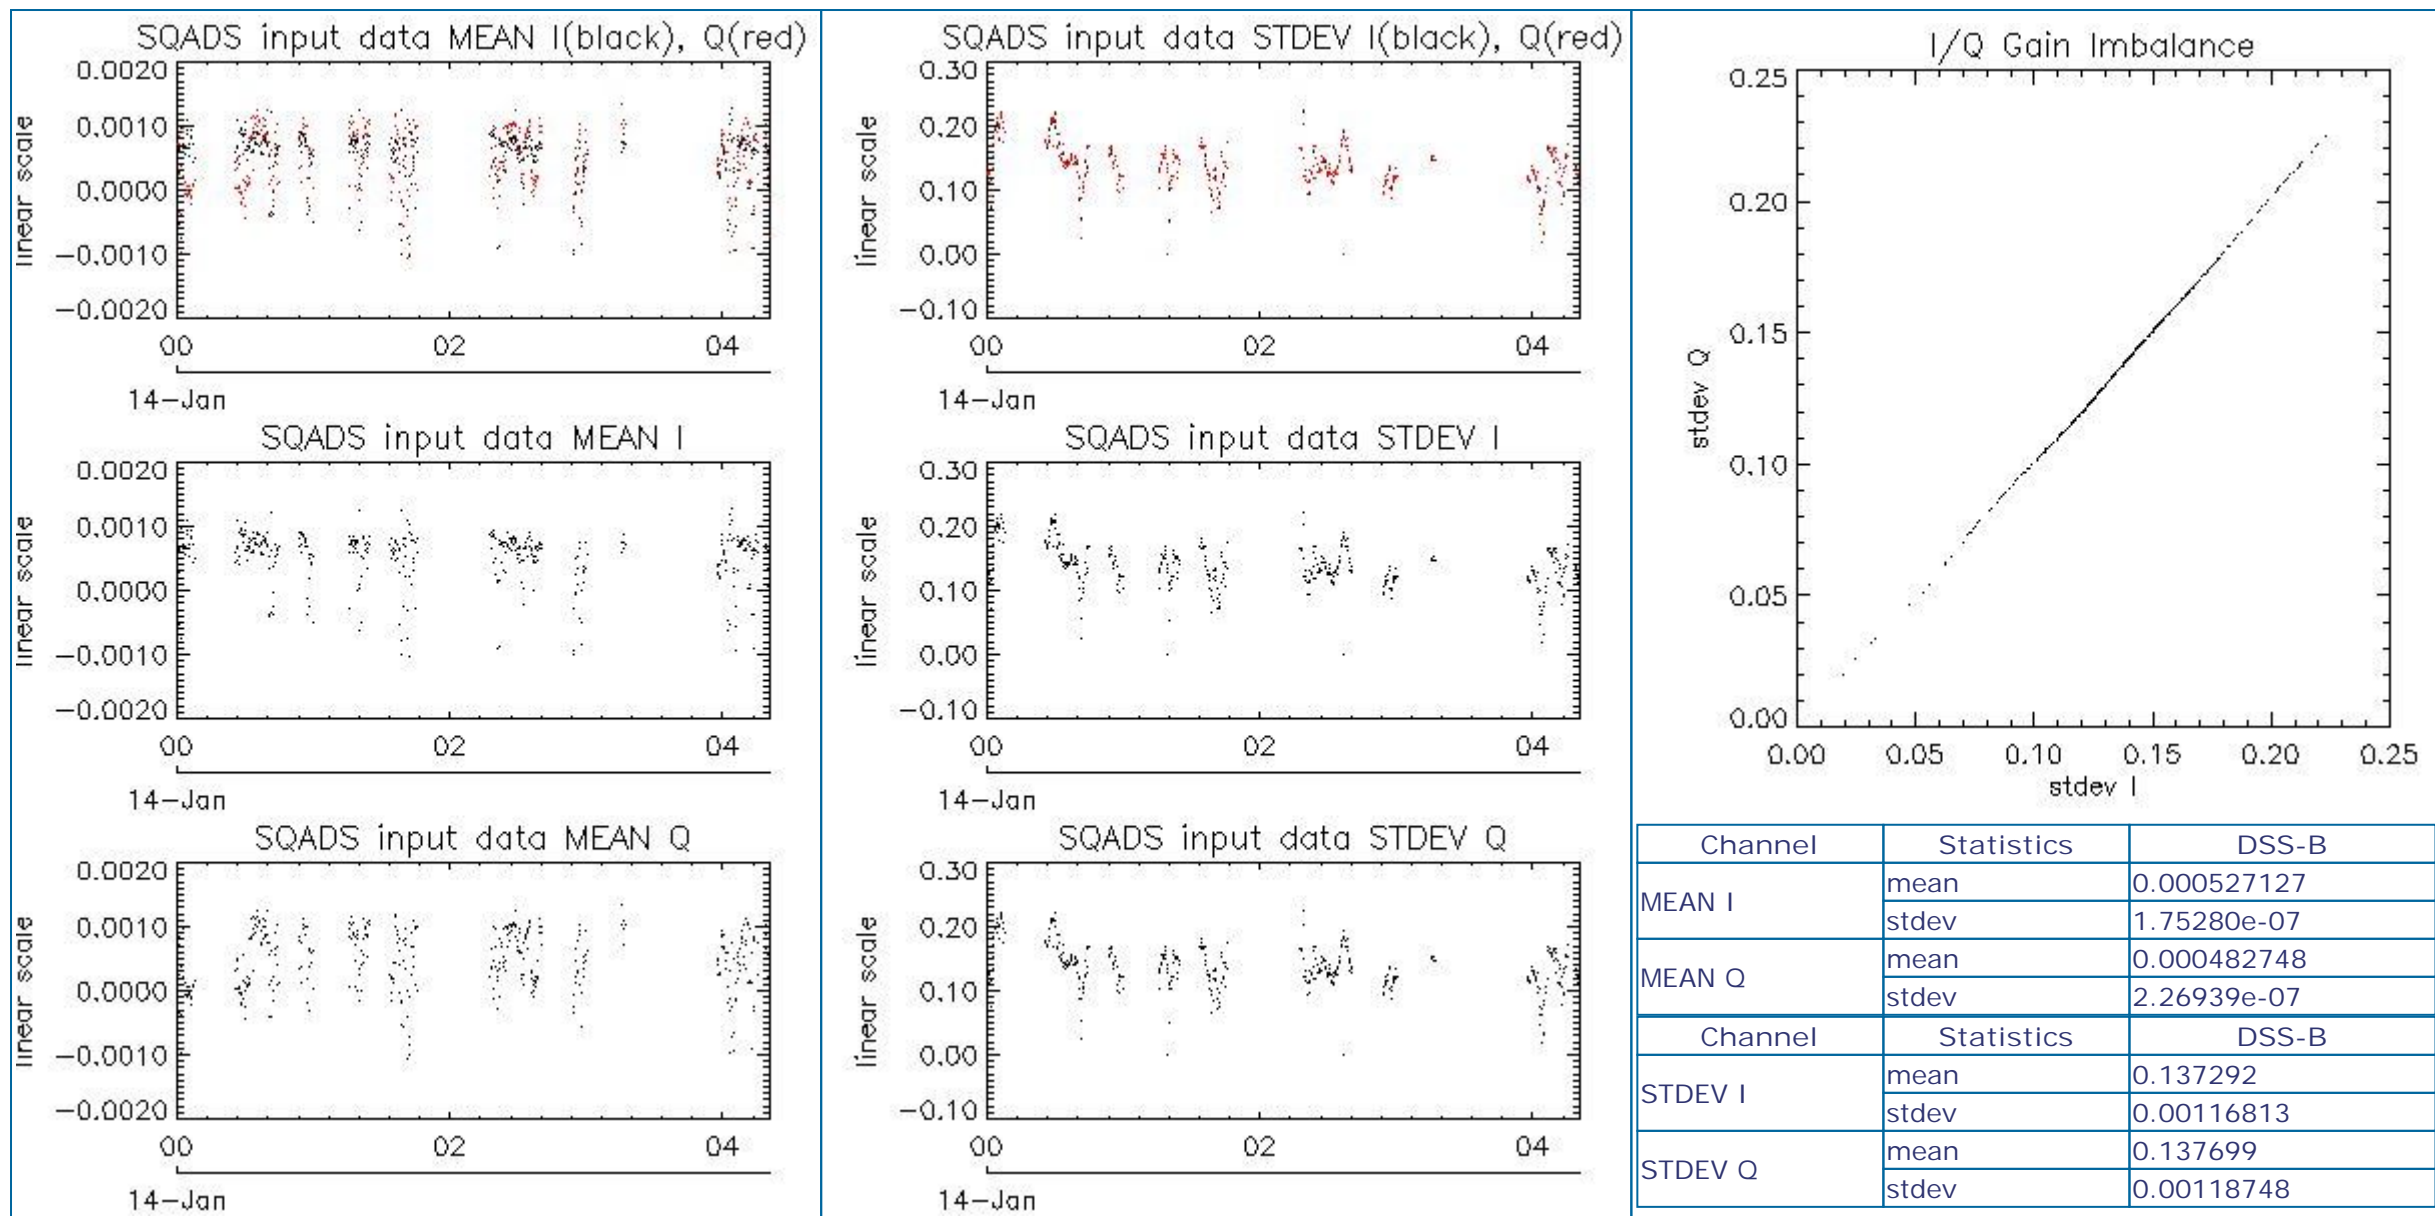 SQADS input data MEAN I(black), Q(red)
0.0020
0.0010
0.0000
−0.0010
−0.0020
linear scale
00 02 04
14−Jan
SQADS input data MEAN I
0.0020
0.0010
0.0000
−0.0010
−0.0020
linear scale
00 02 04
14−Jan
SQADS input data MEAN Q
0.0020
0.0010
0.0000
−0.0010
−0.0020
linear scale
00 02 04
14−Jan
SQADS input data STDEV I(black), Q(red)
0.30
0.20
0.10
0.00
−0.10
linear scale
00 02 04
14−Jan
SQADS input data STDEV I
0.30
0.20
0.10
0.00
−0.10
linear scale
00 02 04
14−Jan
SQADS input data STDEV Q
0.30
0.20
0.10
0.00
−0.10
linear scale
00 02 04
14−Jan
I/Q Gain Imbalance
0.25
0.20
0.15
0.10
0.05
0.00
stdev Q
0.00 0.05 0.10 0.15 0.20 0.25
stdev I
Channel Statistics DSS-B
MEAN I mean 0.000527127
stdev 1.75280e-07
MEAN Q mean 0.000482748
stdev 2.26939e-07
Channel Statistics DSS-B
STDEV I mean 0.137292
stdev 0.00116813
STDEV Q mean 0.137699
stdev 0.00118748